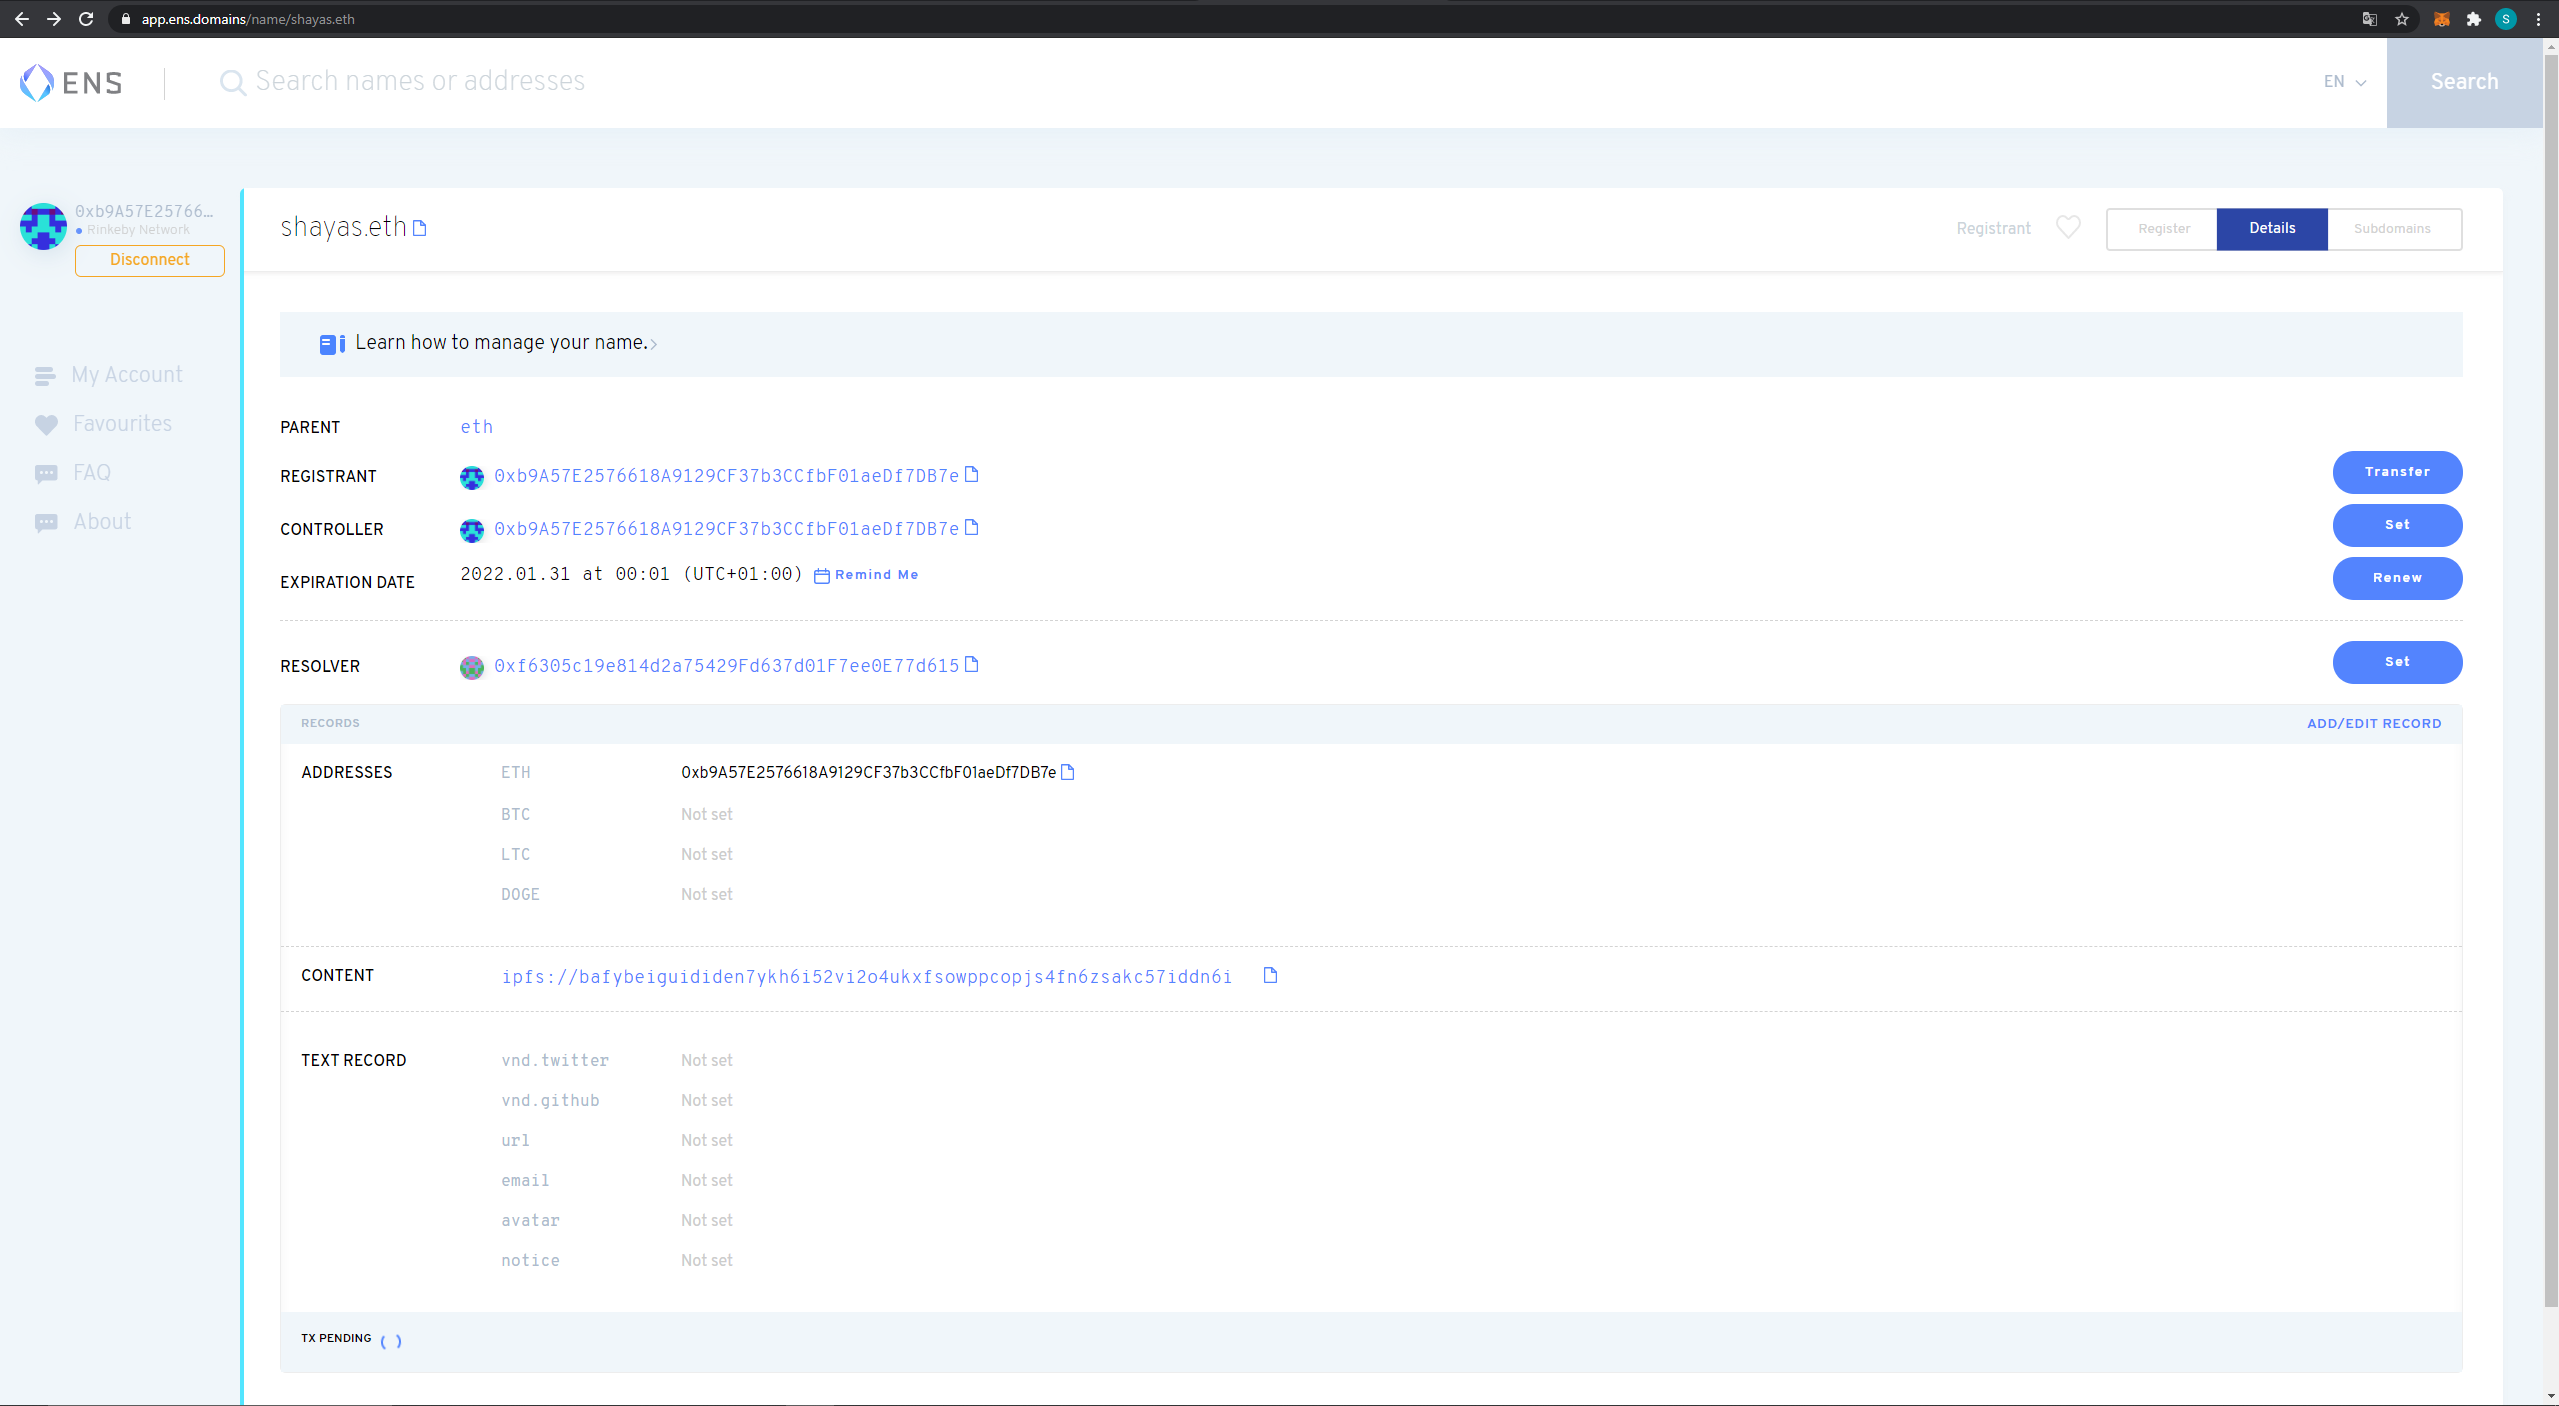 app.ens.domains/name/shayas.eth
S
ENS
Search names or addresses
EN
Search
0xb9A57E25766...
Rinkeby Network
Disconnect
My Account
Favourites
FAQ
About
shayas.eth
Registrant
Register
Details
Subdomains
Learn how to manage your name.
PARENT eth
REGISTRANT 0xb9A57E2576618A9129CF37b3CCfbF01aeDf7DB7e Transfer
CONTROLLER 0xb9A57E2576618A9129CF37b3CCfbF01aeDf7DB7e Set
EXPIRATION DATE 2022.01.31 at 00:01 (UTC+01:00) Remind Me Renew
RESOLVER 0xf6305c19e814d2a75429Fd637d01F7ee0E77d615 Set
RECORDS ADD/EDIT RECORD
ADDRESSES ETH 0xb9A57E2576618A9129CF37b3CCfbF01aeDf7DB7e
BTC Not set
LTC Not set
DOGE Not set
CONTENT ipfs://bafybeiguididen7ykh6i52vi2o4ukxfsowppcopjs4fn6zsakc57iddn6i
TEXT RECORD vnd.twitter Not set
vnd.github Not set
url Not set
email Not set
avatar Not set
notice Not set
TX PENDING